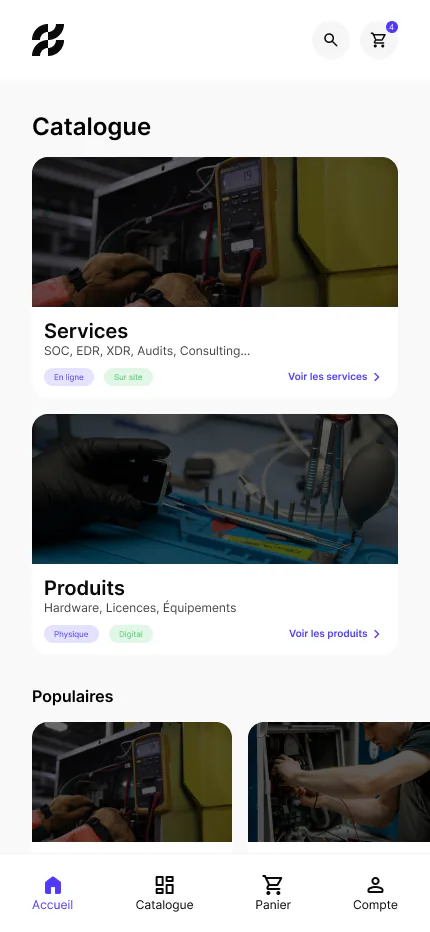 4
Catalogue
Services
SOC, EDR, XDR, Audits, Consulting...
En ligne
Sur site
Voir les services
Produits
Hardware, Licences, Équipements
Physique
Digital
Voir les produits
Populaires
Accueil
Catalogue
Panier
Compte